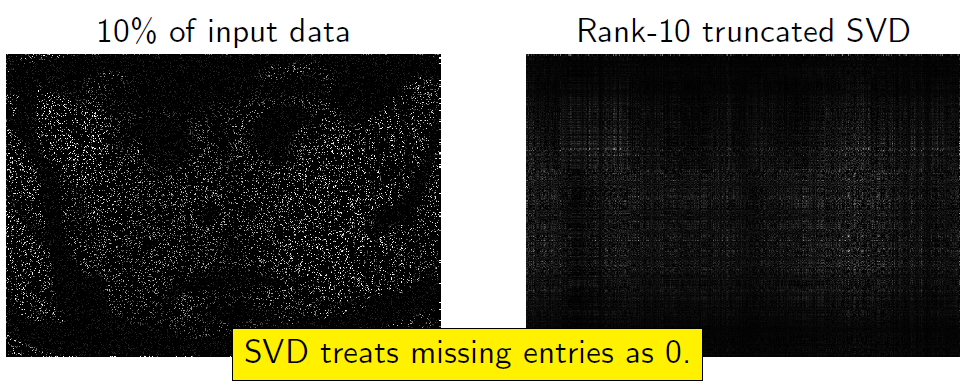 10% of input data
Rank-10 truncated SVD
SVD treats missing entries as 0.